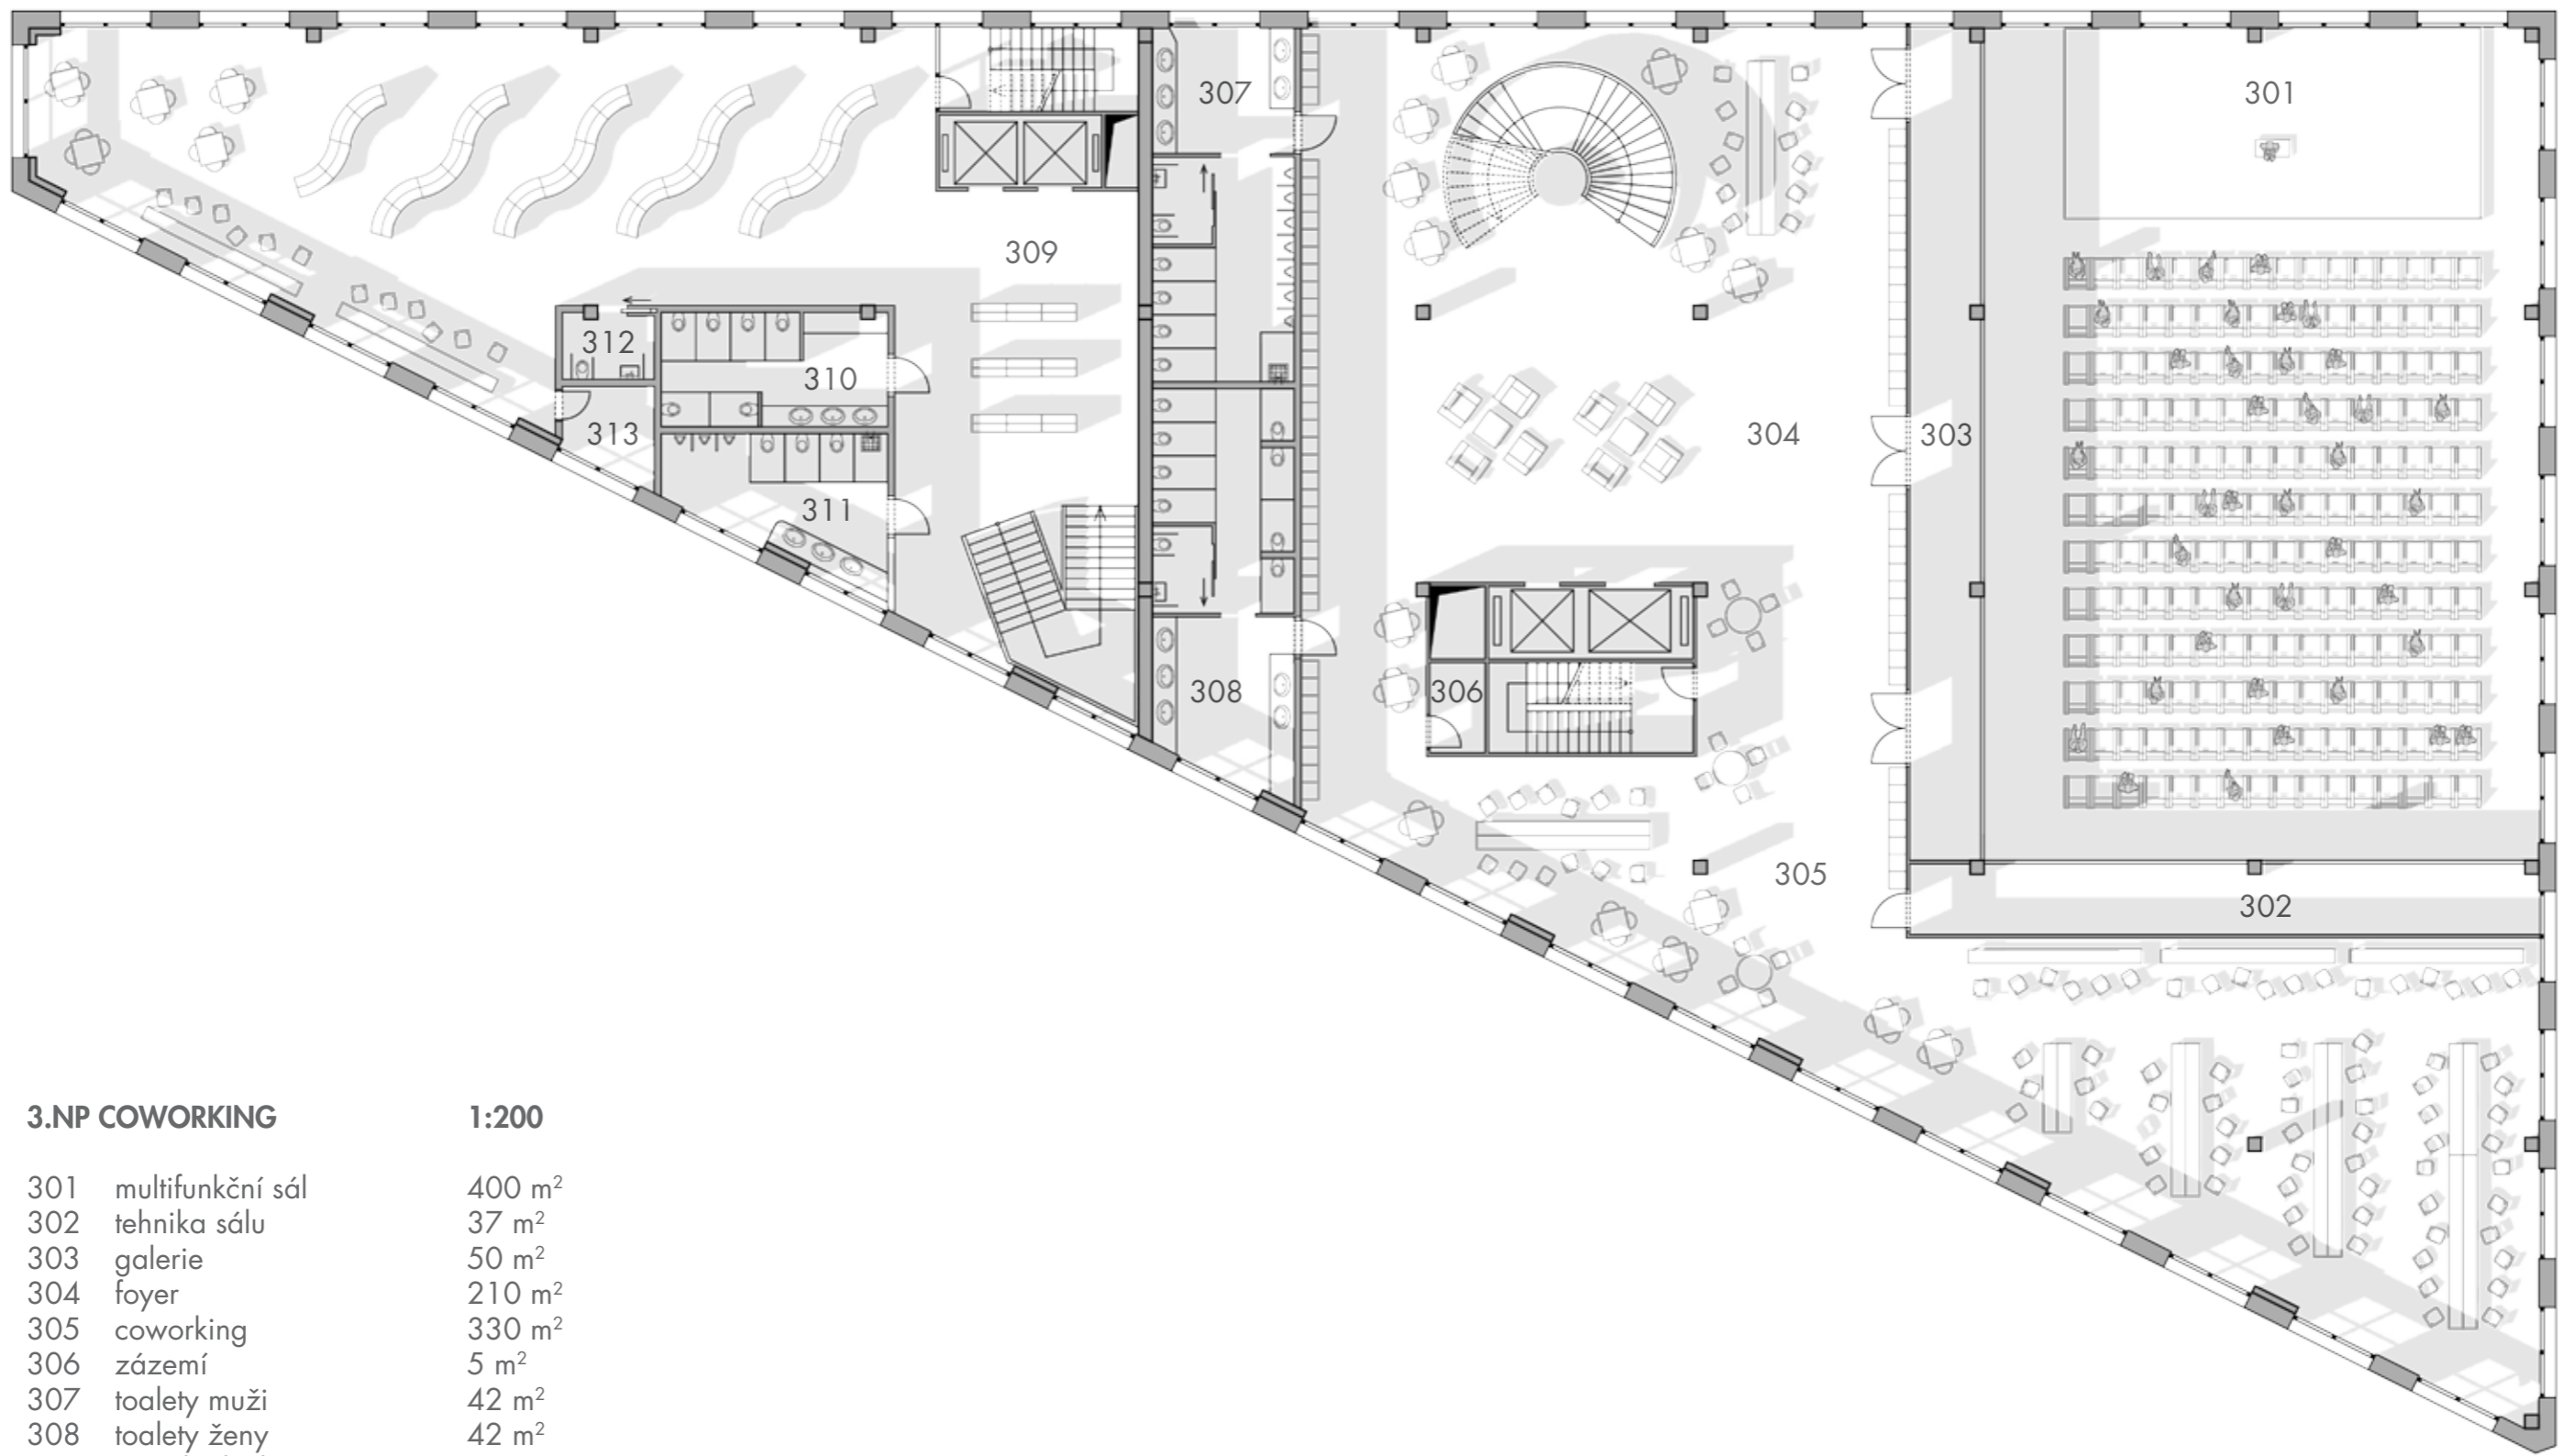 301
307
309
312
310
304
303
313
311
308
306
305
302
3.NP COWORKING 1:200
301 multifunkční sál 400 m²
302 tehnika sálu 37 m²
303 galerie 50 m²
304 foyer 210 m²
305 coworking 330 m²
306 zázemí 5 m²
307 toalety muži 42 m²
308 toalety ženy 42 m²